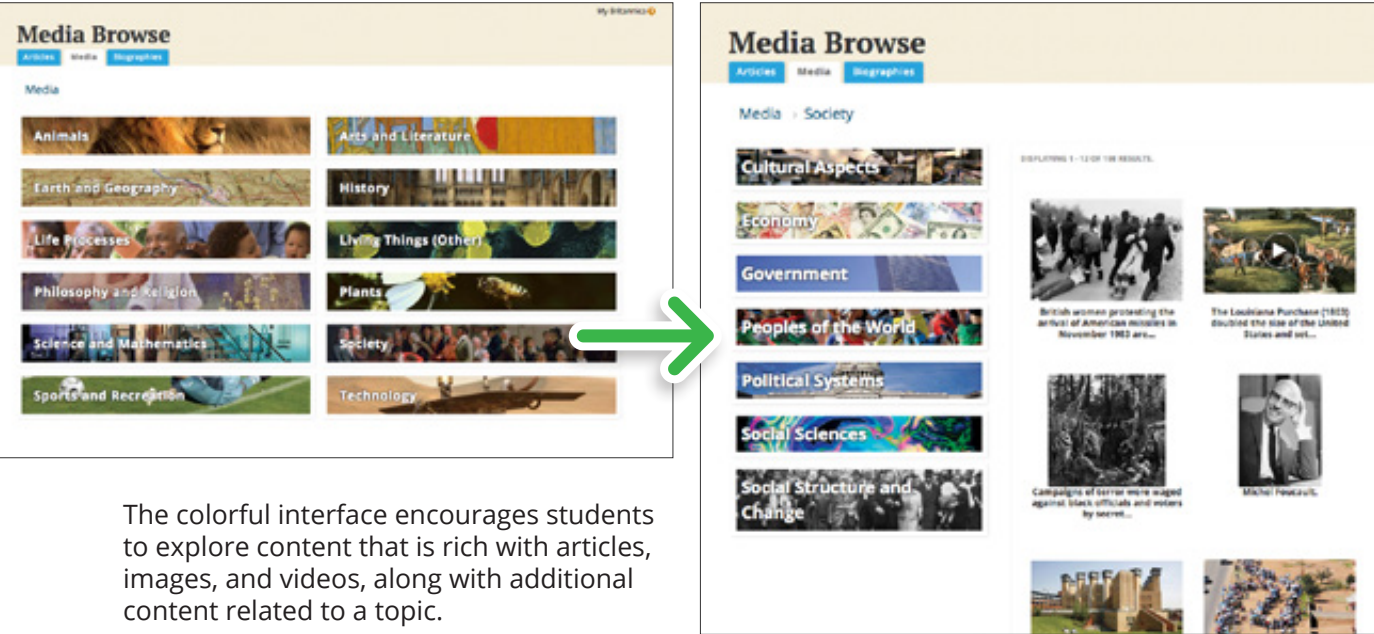 My Britannica
Media Browse
Articles Media Biographies
Media
Animals
Arts and Literature
Earth and Geography
History
Life Processes
Living Things (Other)
Philosophy and Religion
Plants
Science and Mathematics
Society
Sports and Recreation
Technology
The colorful interface encourages students
to explore content that is rich with articles,
images, and videos, along with additional
content related to a topic.
Media Browse
Articles Media Biographies
Media › Society
Cultural Aspects
Economy
Government
Peoples of the World
Political Systems
Social Sciences
Social Structure and
Change
DISPLAYING 1 - 12 OF RESULTS.
British women protesting the
arrival of American missiles in
November 1983 are...
The Louisiana Purchase (1803)
doubled the size of the United
States and set...
Campaigns of terror were waged
against black officials and voters
by secret...
Michel Foucault.